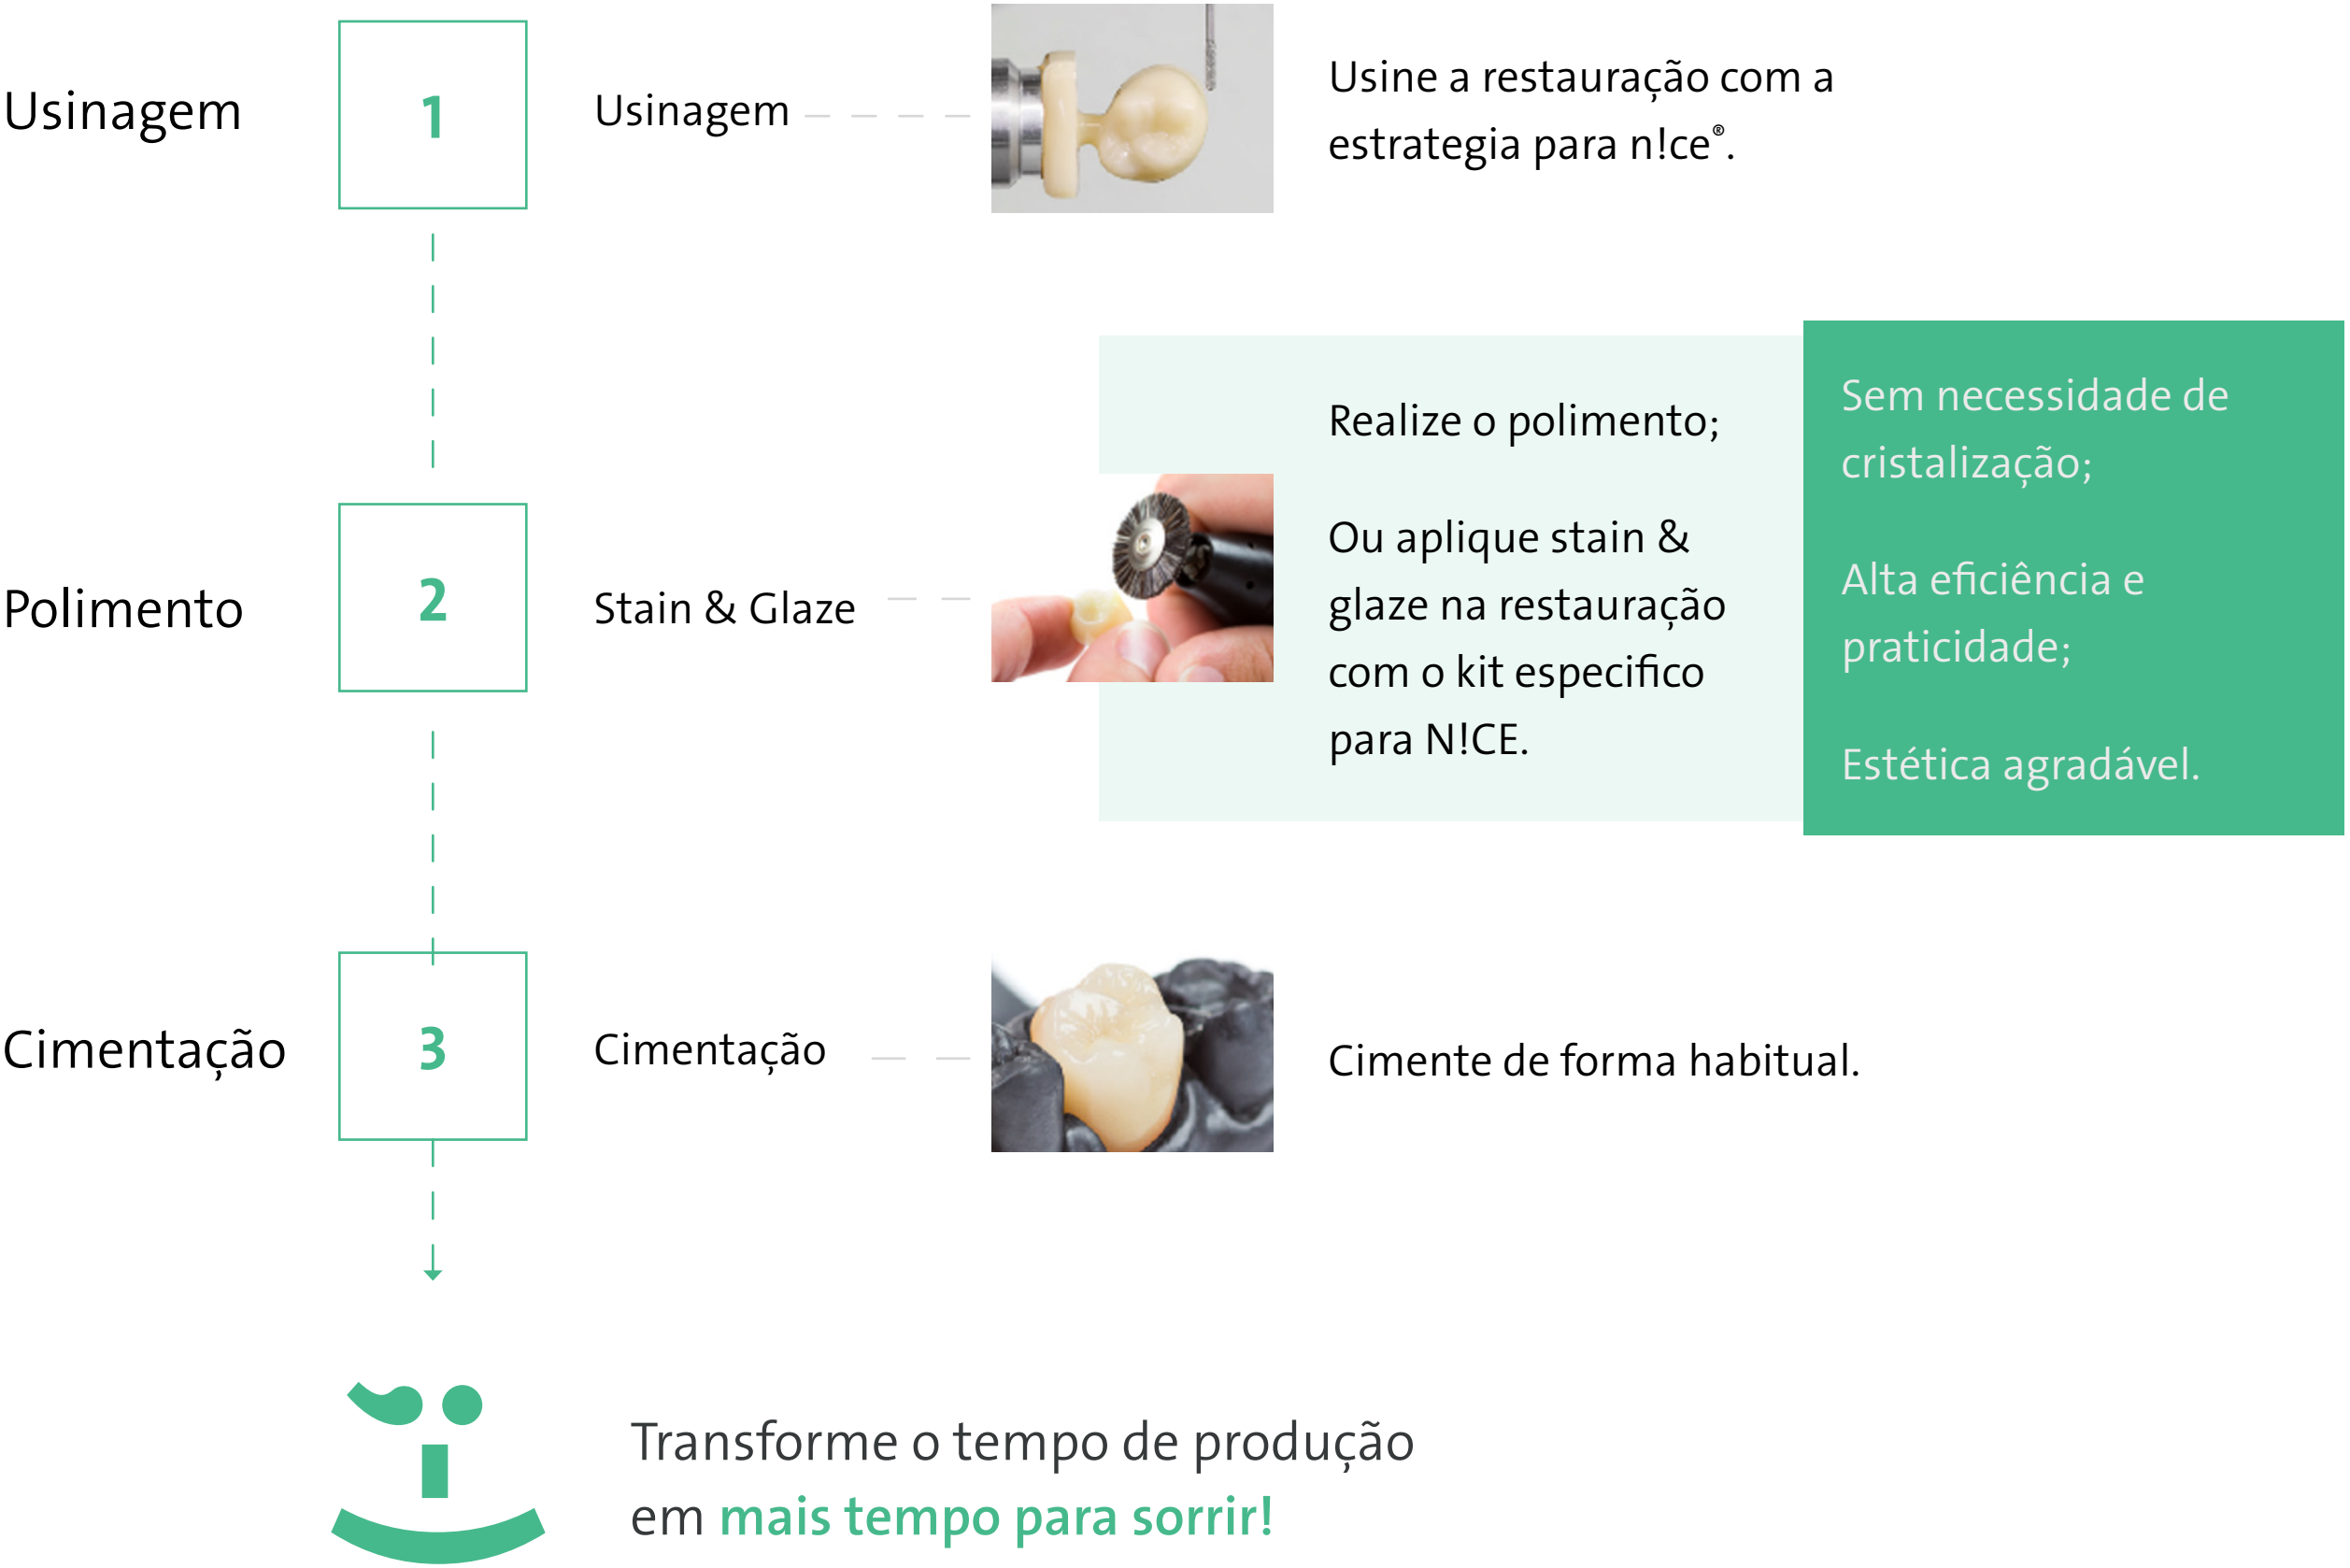 Usinagem
1
Usinagem
Usine a restauração com a
estrategia para n!ce®.
Polimento
2
Stain & Glaze
Realize o polimento;
Ou aplique stain &
glaze na restauração
com o kit especifico
para N!CE.
Sem necessidade de
cristalização;
Alta eficiência e
praticidade;
Estética agradável.
Cimentação
3
Cimentação
Cimente de forma habitual.
Transforme o tempo de produção
em mais tempo para sorrir!